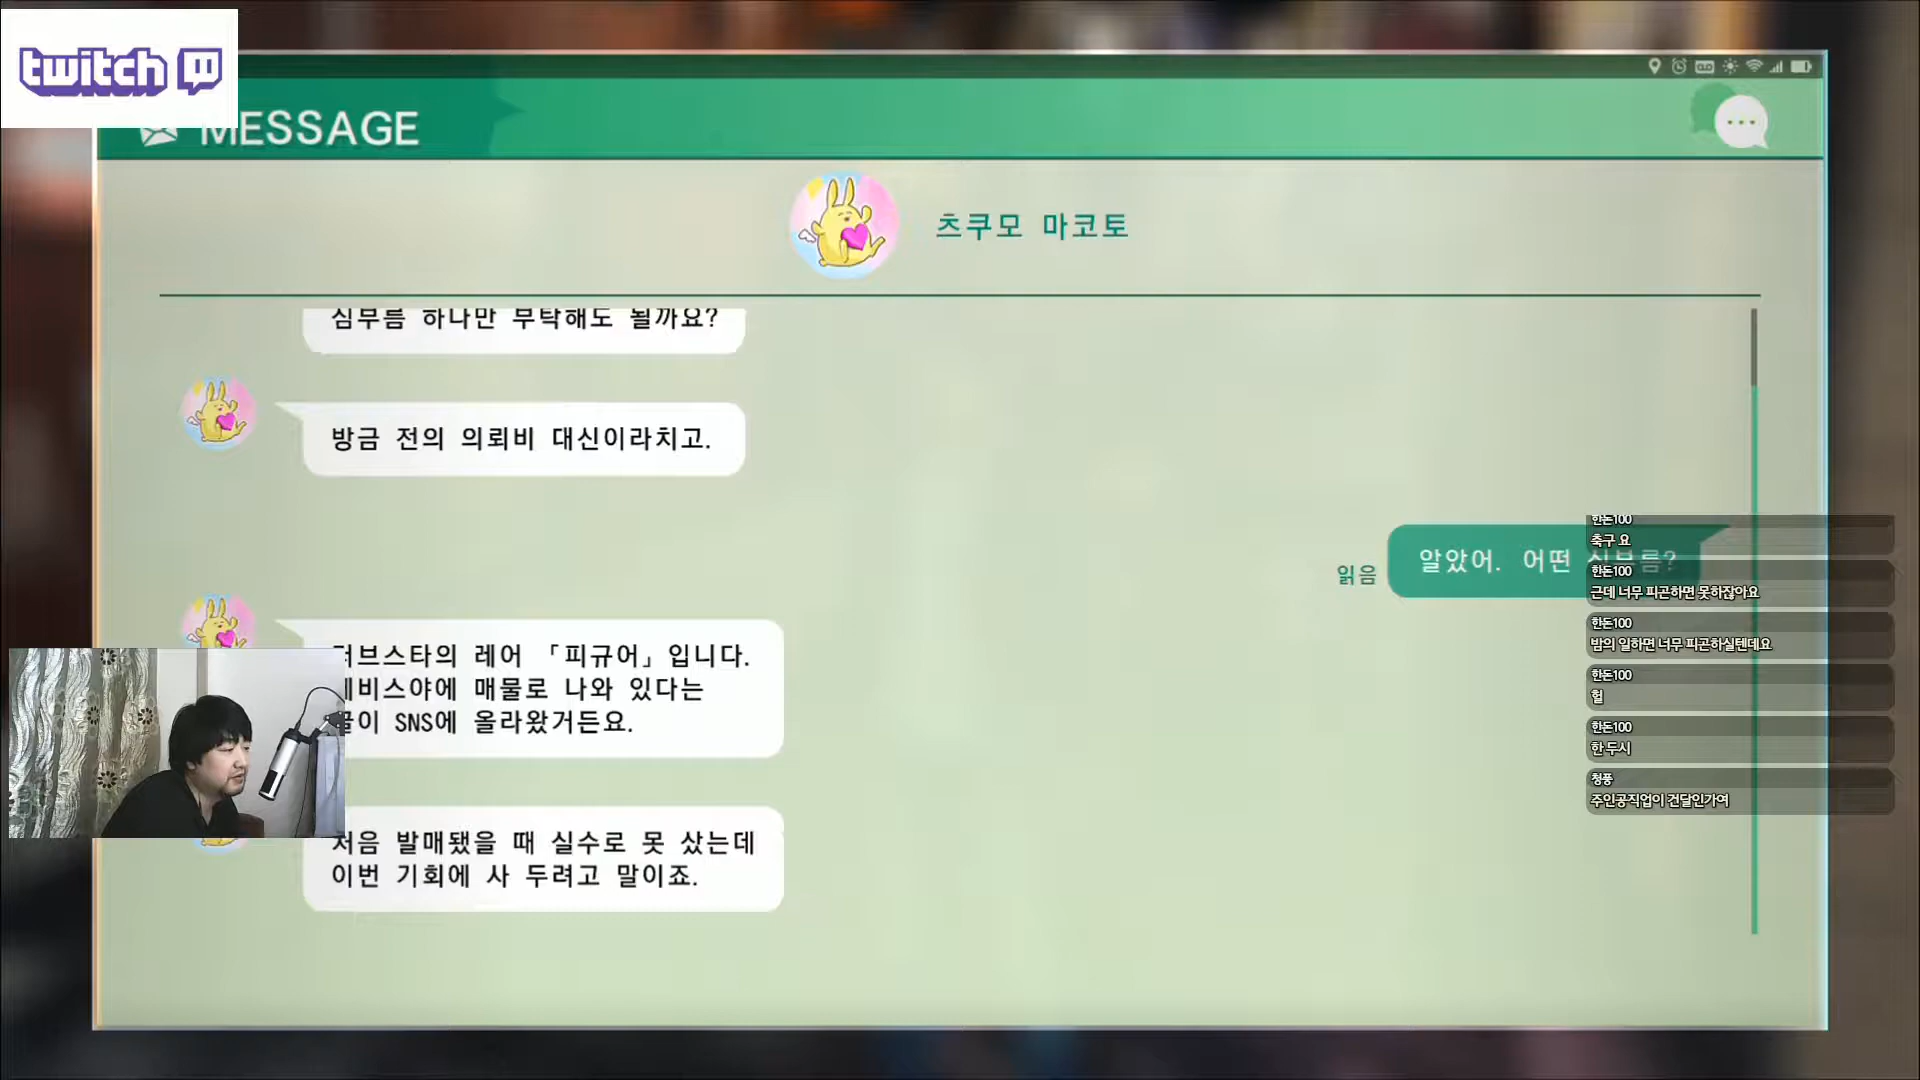 twitch
MESSAGE
츠쿠모 마코토
심부름 하나만 부탁해도 될까요?
방금 전의 의뢰비 대신이라치고.
알았어. 어떤 심부름?
읽음
레어 「피규어」입니다.
매물로 나와 있다는
SNS에 올라왔거든요.
처음 발매됐을 때 실수로 못 샀는데
이번 기회에 사 두려고 말이죠.
한돈100
축구 요
한돈100
근데 너무 피곤하면 못하잖아요
한돈100
밤의 일하면 너무 피곤하실텐데요
한돈100
헐
한돈100
한 두시
청풍
주인공직업이 건달인가여